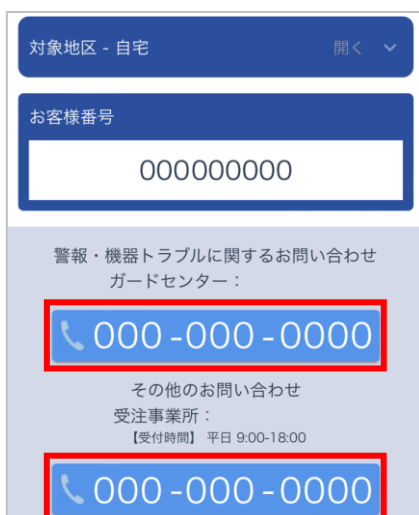 対象地区 - 自宅 開く
お客様番号
000000000
警報・機器トラブルに関するお問い合わせ
ガードセンター：
000-000-0000
その他のお問い合わせ
受注事業所：
【受付時間】 平日 9:00-18:00
000-000-0000